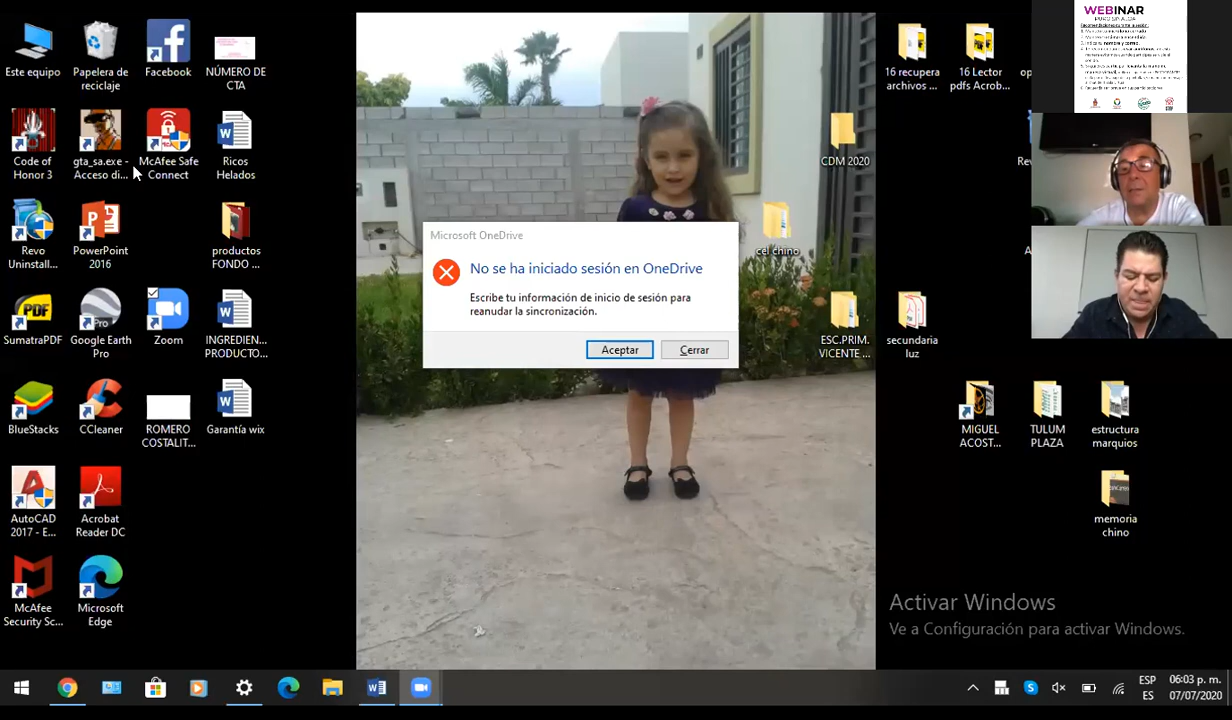 Este equipo
Papelera de
reciclaje
Facebook
NÚMERO DE
CTA
Code of
Honor 3
gta_sa.exe -
Acceso di...
McAfee Safe
Connect
Ricos
Helados
Revo
Uninstall...
PowerPoint
2016
productos
FONDO ...
SumatraPDF
Google Earth
Pro
Zoom
INGREDIEN...
PRODUCTO...
BlueStacks
CCleaner
ROMERO
COSTALIT...
Garantía wix
AutoCAD
2017 - E...
Acrobat
Reader DC
McAfee
Security Sc...
Microsoft
Edge
Microsoft OneDrive
No se ha iniciado sesión en OneDrive
Escribe tu información de inicio de sesión para
reanudar la sincronización.
Aceptar
Cerrar
CDM 2020
cel chino
ESC.PRIM.
VICENTE ...
16 recupera
archivos ...
16 Lector
pdfs Acrob...
op
Rev
A
secundaria
luz
MIGUEL
ACOST...
TULUM
PLAZA
estructura
marquios
memoria
chino
WEBINAR
PURO SINALOA
Activar Windows
Ve a Configuración para activar Windows.
ESP
ES
06:03 p. m.
07/07/2020